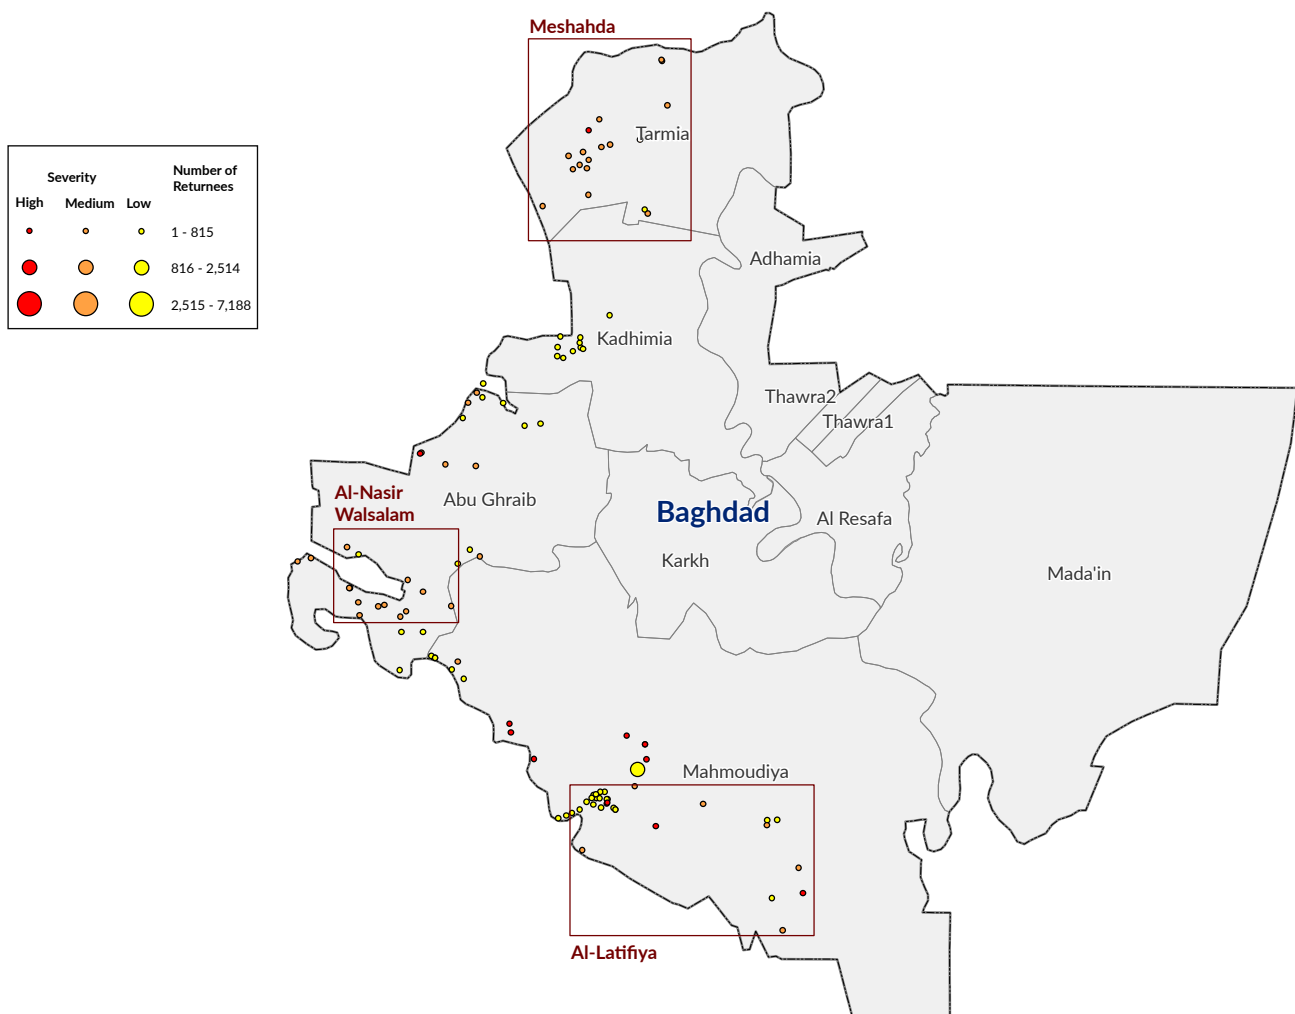 Meshahda
Tarmia
Severity
Number of
Returnees
High
Medium
Low
1 - 815
816 - 2,514
2,515 - 7,188
Adhamia
Kadhimia
Thawra2
Thawra1
Al-Nasir
Walsalam
Abu Ghraib
Baghdad
Al Resafa
Karkh
Mada'in
Mahmoudiya
Al-Latifiya